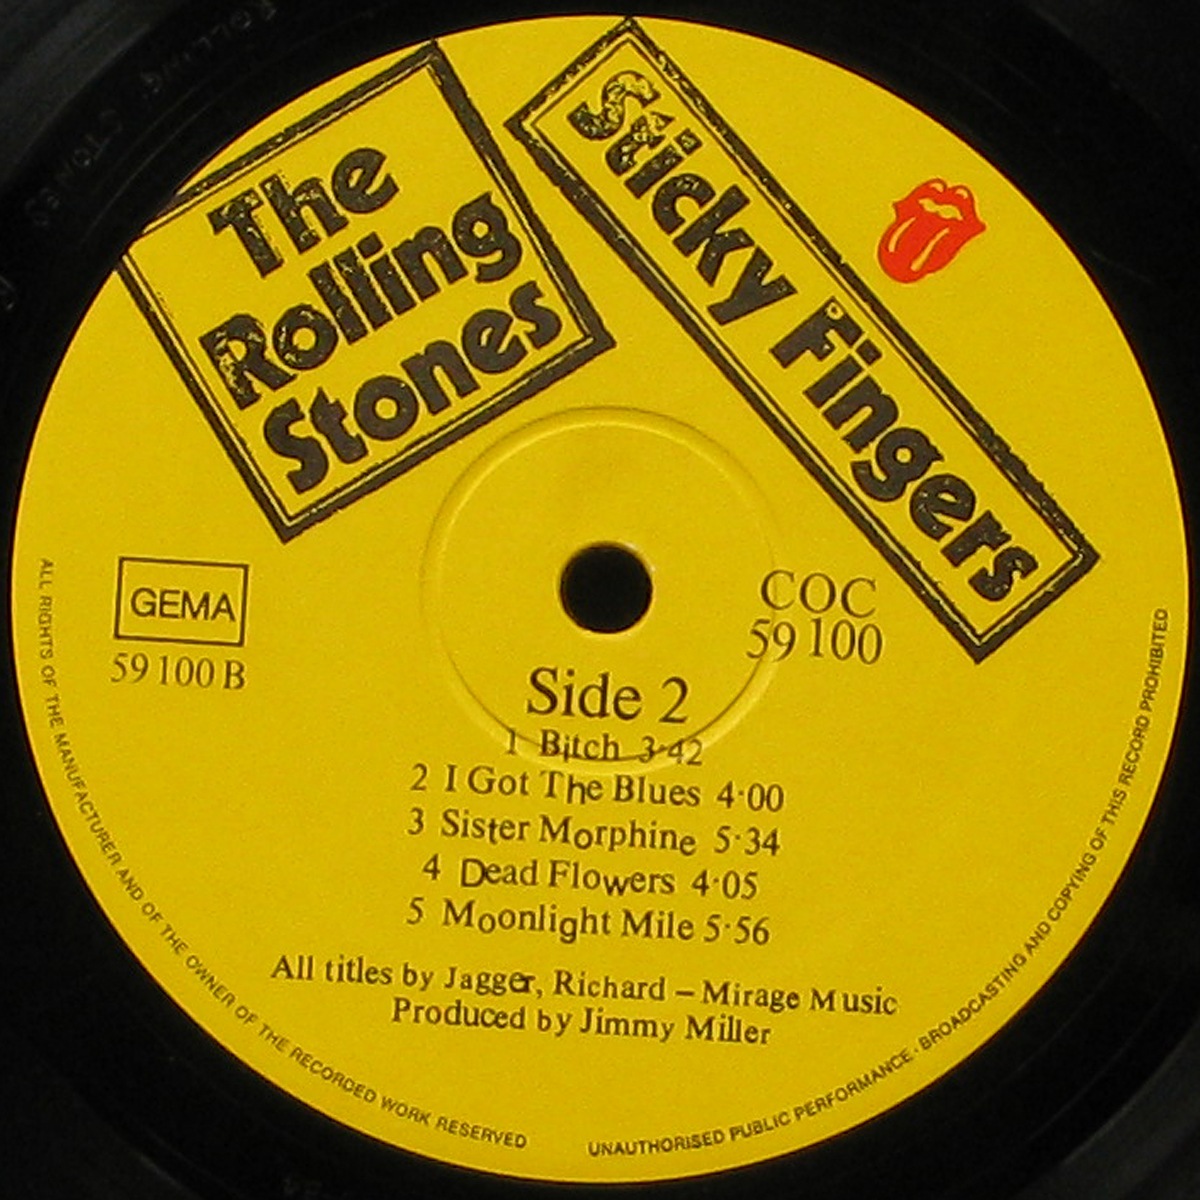 The
Rolling
Stones
Sticky Fingers
GEMA
59 100 B
COC
59 100
Side 2
1 Bitch 3·42
2 I Got The Blues 4·00
3 Sister Morphine 5·34
4 Dead Flowers 4·05
5 Moonlight Mile 5·56
All titles by Jagger, Richard – Mirage Music
Produced by Jimmy Miller
ALL RIGHTS OF THE MANUFACTURER AND OF THE OWNER OF THE RECORDED WORK RESERVED
UNAUTHORISED PUBLIC PERFORMANCE · BROADCASTING AND COPYING OF THIS RECORD PROHIBITED